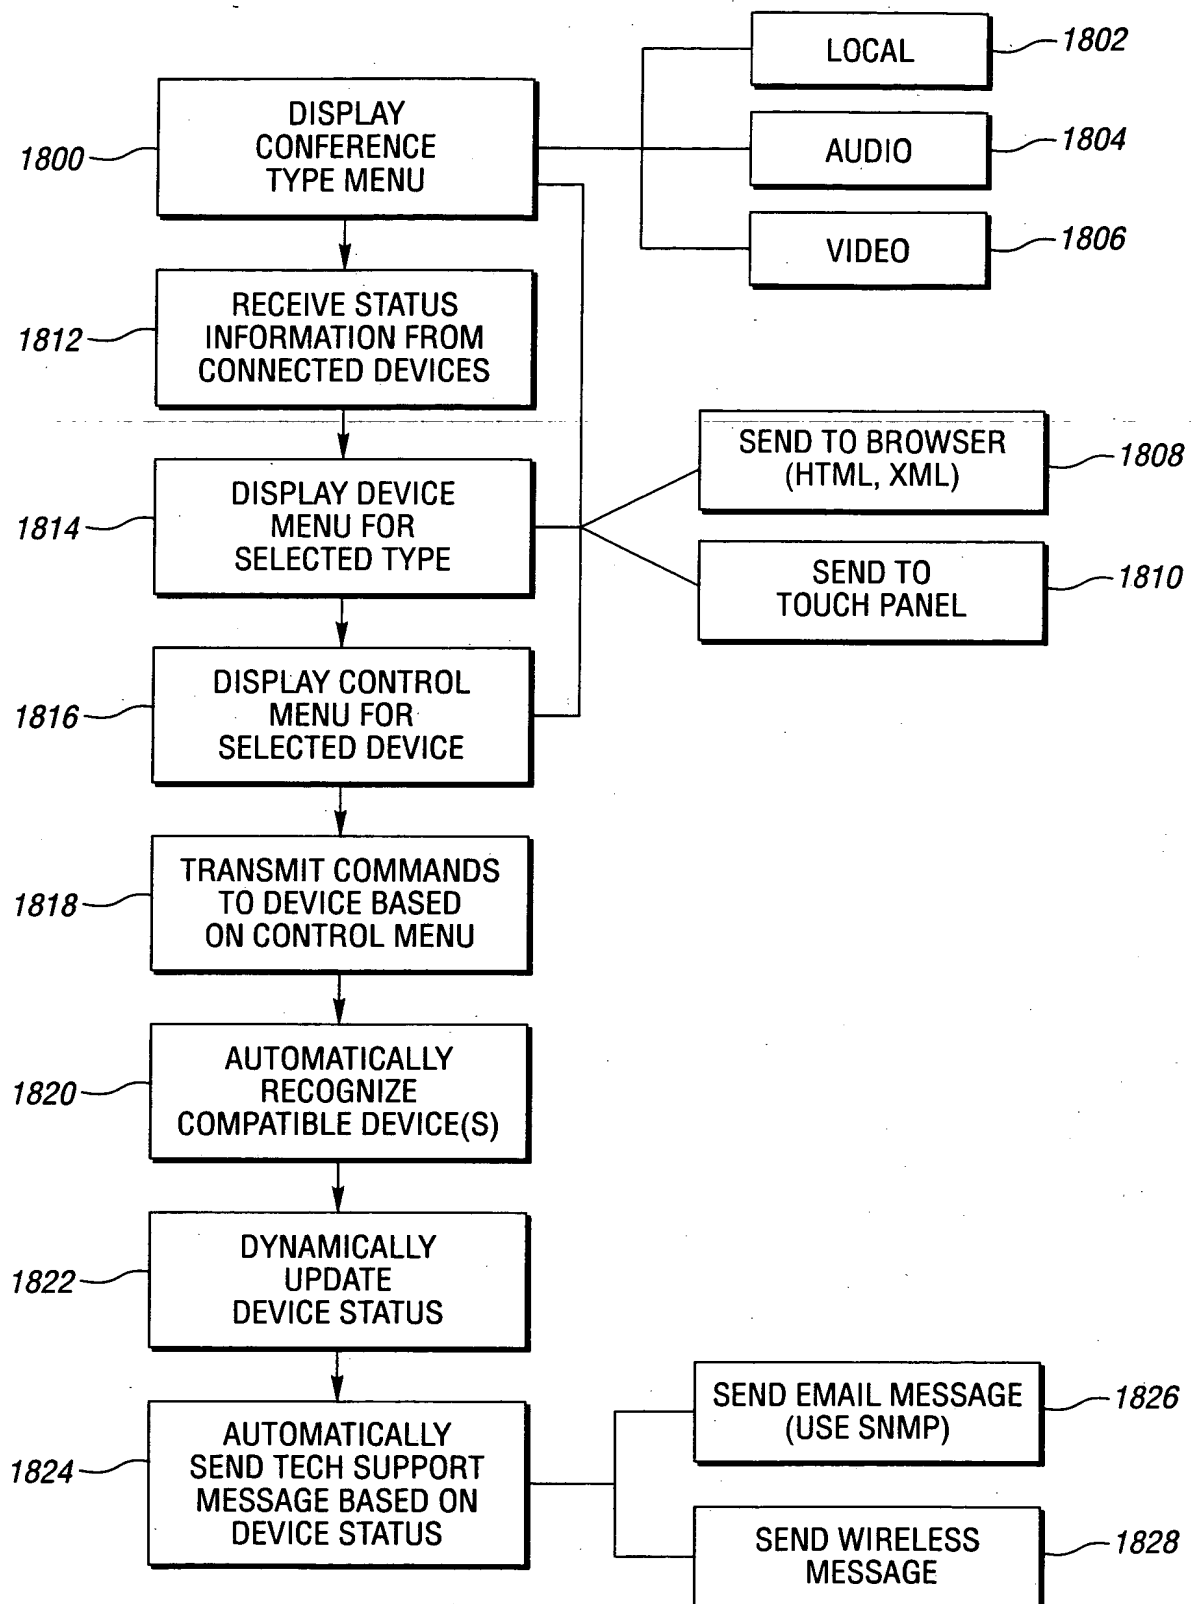 LOCAL
1802
DISPLAY
CONFERENCE
TYPE MENU
1800
AUDIO
1804
VIDEO
1806
RECEIVE STATUS
INFORMATION FROM
CONNECTED DEVICES
1812
SEND TO BROWSER
(HTML, XML)
1808
DISPLAY DEVICE
MENU FOR
SELECTED TYPE
1814
SEND TO
TOUCH PANEL
1810
DISPLAY CONTROL
MENU FOR
SELECTED DEVICE
1816
TRANSMIT COMMANDS
TO DEVICE BASED
ON CONTROL MENU
1818
AUTOMATICALLY
RECOGNIZE
COMPATIBLE DEVICE(S)
1820
DYNAMICALLY
UPDATE
DEVICE STATUS
1822
SEND EMAIL MESSAGE
(USE SNMP)
1826
AUTOMATICALLY
SEND TECH SUPPORT
MESSAGE BASED ON
DEVICE STATUS
1824
SEND WIRELESS
MESSAGE
1828